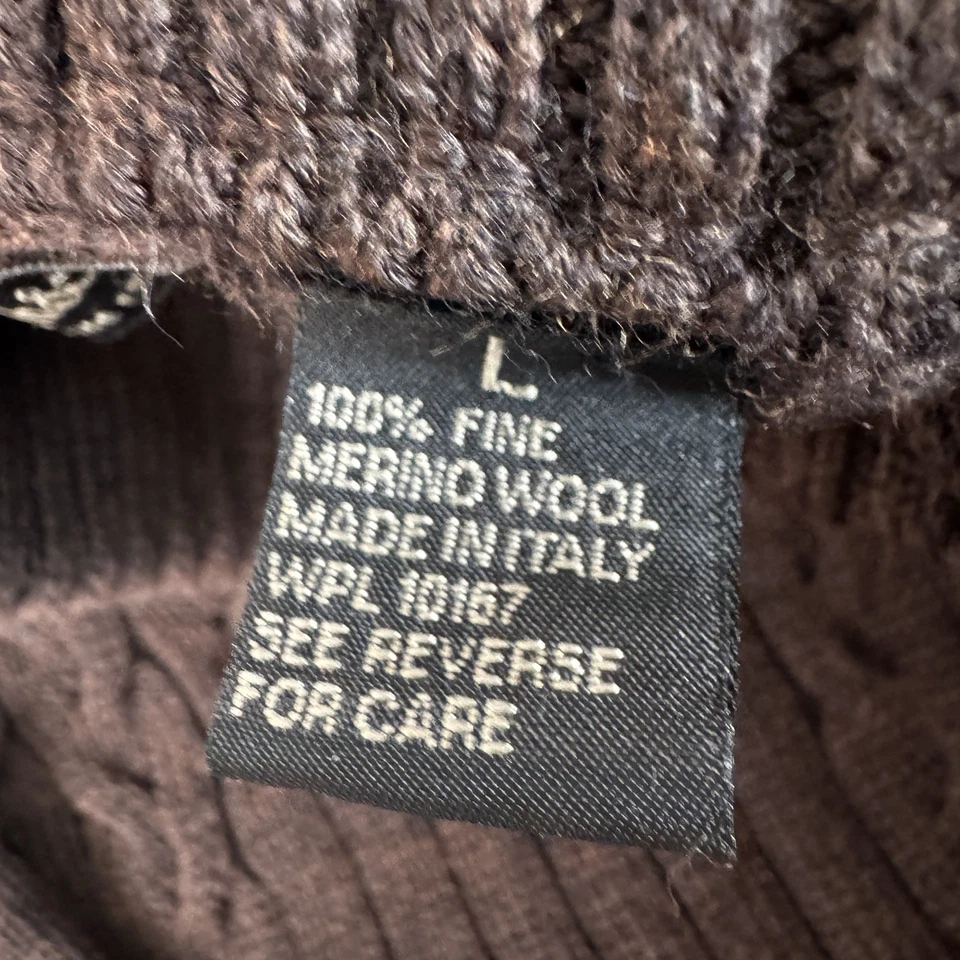 L
100% FINE
MERINO WOOL
MADE IN ITALY
WPL 10167
SEE REVERSE
FOR CARE